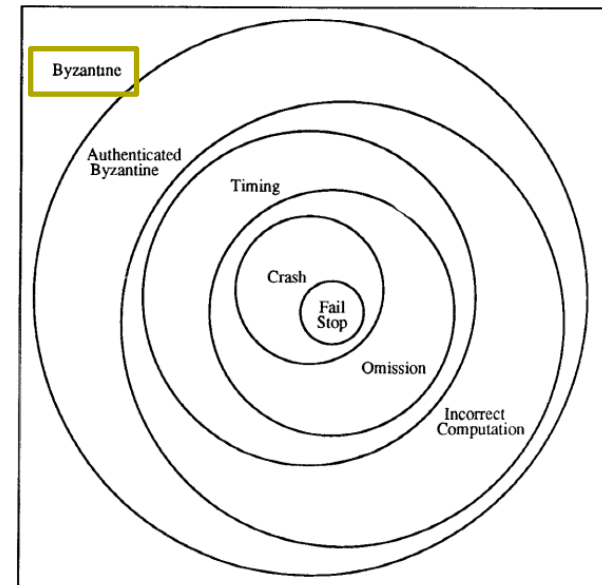 Byzantine
Authenticated
Byzantine
Timing
Crash
Fail
Stop
Omission
Incorrect
Computation